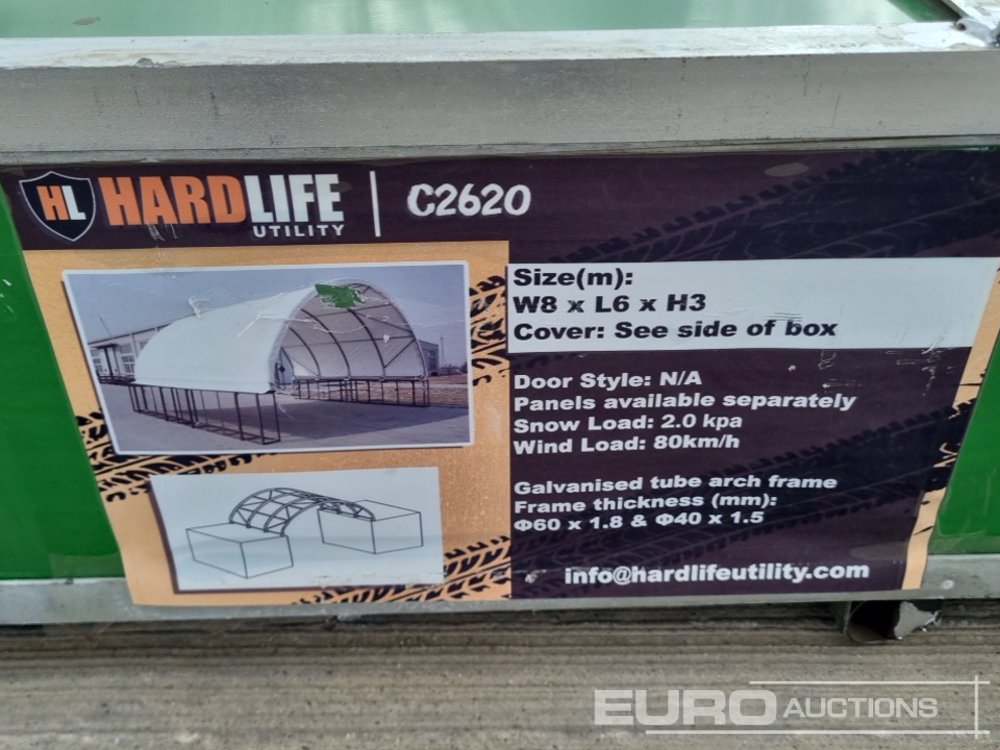 HL HARDLIFE
UTILITY
C2620
Size(m):
W8 x L6 x H3
Cover: See side of box
Door Style: N/A
Panels available separately
Snow Load: 2.0 kpa
Wind Load: 80km/h
Galvanised tube arch frame
Frame thickness (mm):
Φ60 x 1.8 & Φ40 x 1.5
info@hardlifeutility.com
EURO AUCTIONS